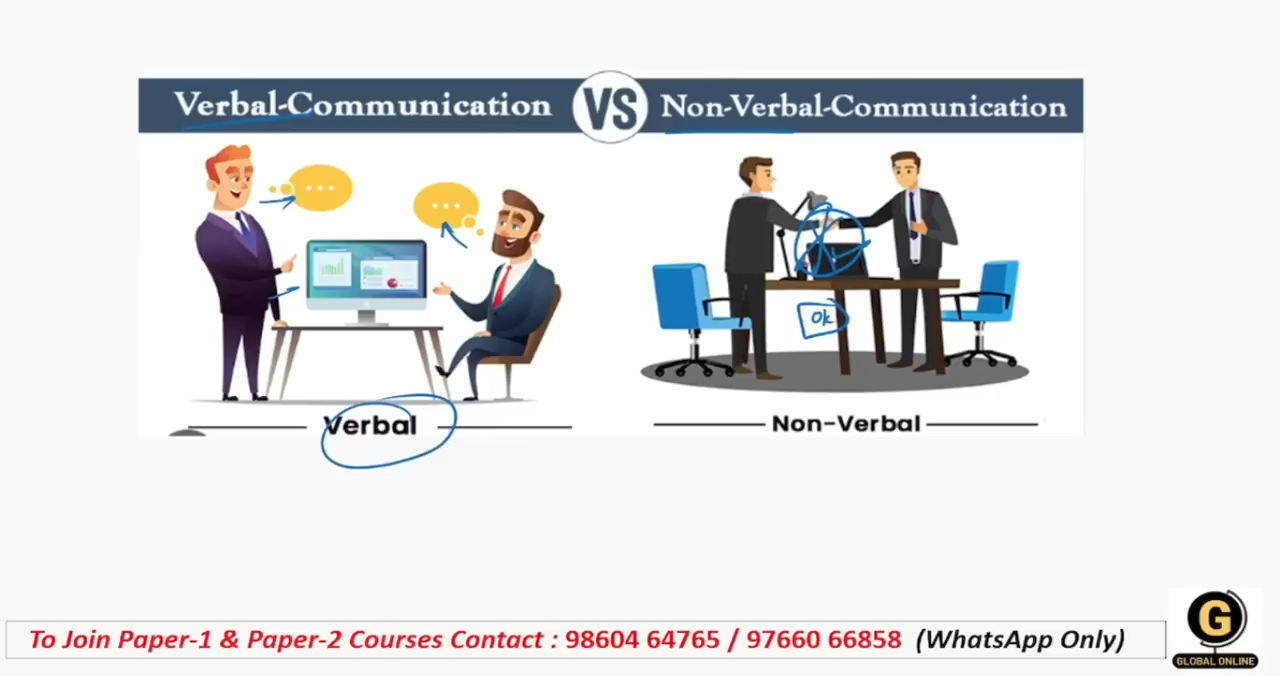 Verbal-Communication VS Non-Verbal-Communication
Ok
Verbal Non-Verbal
To Join Paper-1 & Paper-2 Courses Contact : 98604 64765 / 97660 66858 (WhatsApp Only)
G
GLOBAL ONLINE